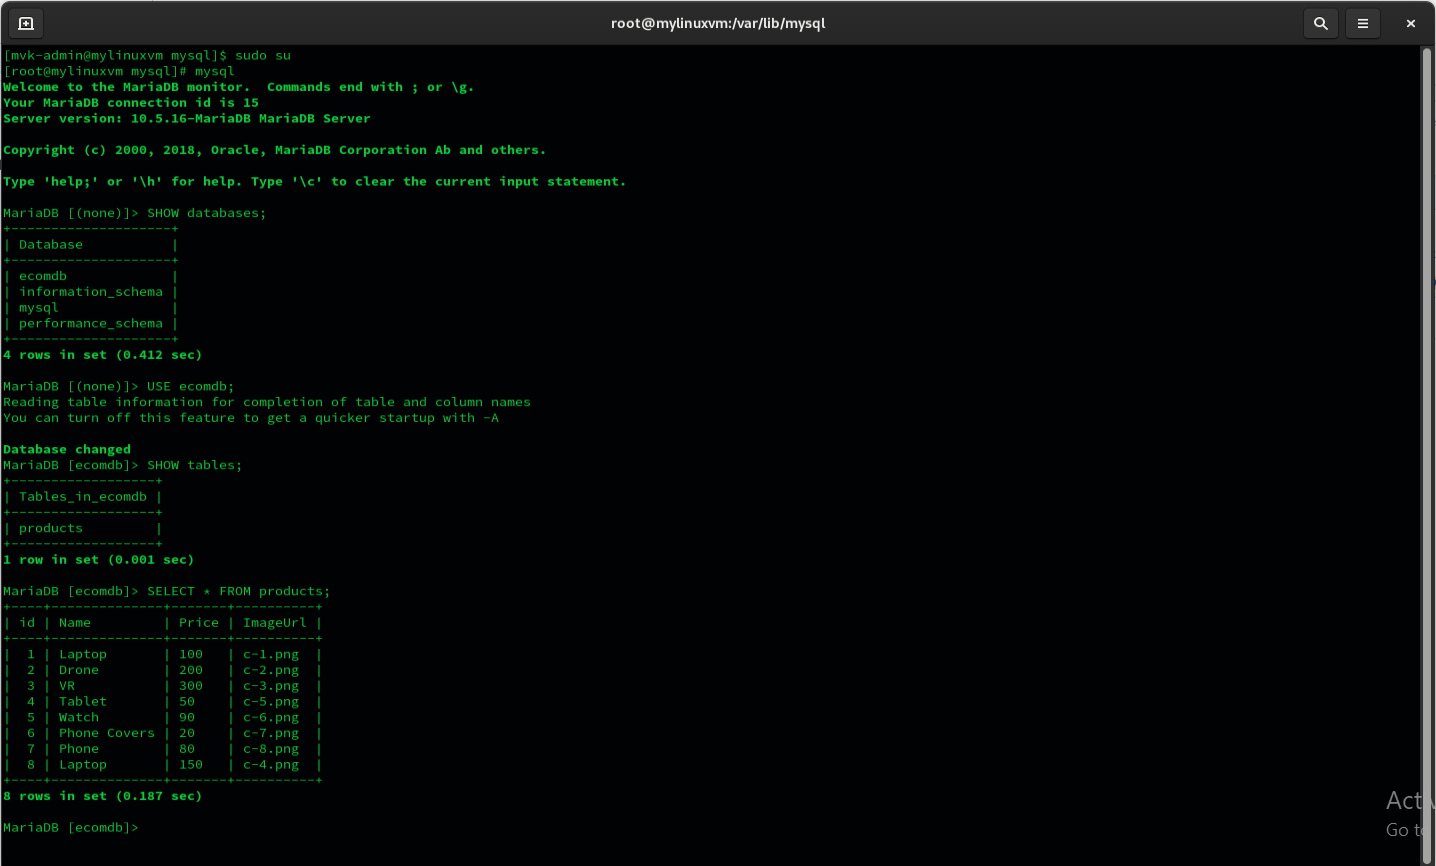 root@mylinuxvm:/var/lib/mysql
[mvk-admin@mylinuxvm mysql]$ sudo su
[root@mylinuxvm mysql]# mysql
Welcome to the MariaDB monitor.  Commands end with ; or \g.
Your MariaDB connection id is 15
Server version: 10.5.16-MariaDB MariaDB Server

Copyright (c) 2000, 2018, Oracle, MariaDB Corporation Ab and others.

Type 'help;' or '\h' for help. Type '\c' to clear the current input statement.

MariaDB [(none)]> SHOW databases;
+--------------------+
| Database           |
+--------------------+
| ecomdb             |
| information_schema |
| mysql              |
| performance_schema |
+--------------------+
4 rows in set (0.412 sec)

MariaDB [(none)]> USE ecomdb;
Reading table information for completion of table and column names
You can turn off this feature to get a quicker startup with -A

Database changed
MariaDB [ecomdb]> SHOW tables;
+------------------+
| Tables_in_ecomdb |
+------------------+
| products         |
+------------------+
1 row in set (0.001 sec)

MariaDB [ecomdb]> SELECT * FROM products;
+----+--------------+-------+----------+
| id | Name         | Price | ImageUrl |
+----+--------------+-------+----------+
|  1 | Laptop       | 100   | c-1.png  |
|  2 | Drone        | 200   | c-2.png  |
|  3 | VR           | 300   | c-3.png  |
|  4 | Tablet       | 50    | c-5.png  |
|  5 | Watch        | 90    | c-6.png  |
|  6 | Phone Covers | 20    | c-7.png  |
|  7 | Phone        | 80    | c-8.png  |
|  8 | Laptop       | 150   | c-4.png  |
+----+--------------+-------+----------+
8 rows in set (0.187 sec)

MariaDB [ecomdb]>
Go